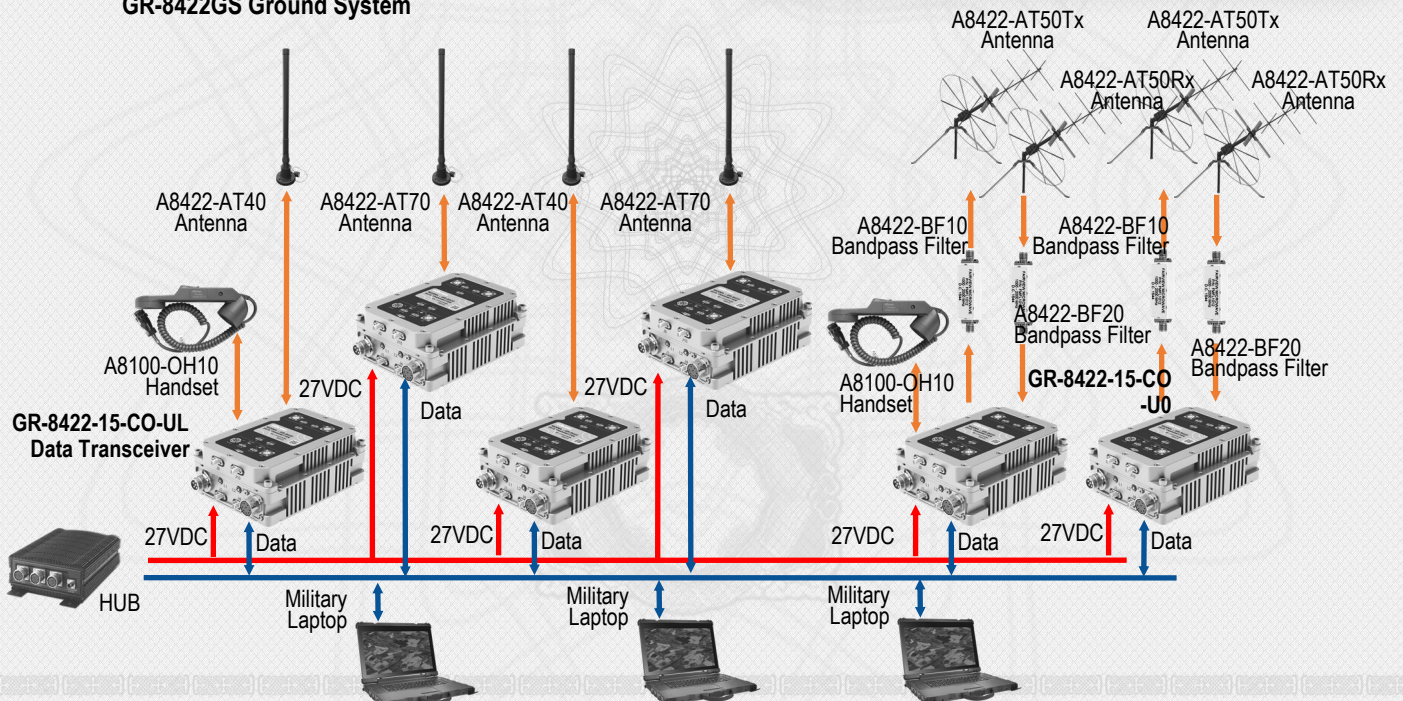 GR-8422GS Ground System
A8422-AT50Tx
Antenna
A8422-AT50Tx
Antenna
A8422-AT50Rx
Antenna
A8422-AT50Rx
Antenna
A8422-AT40
Antenna
A8422-AT70
Antenna
A8422-AT40
Antenna
A8422-AT70
Antenna
A8422-BF10
Bandpass Filter
A8422-BF10
Bandpass Filter
A8422-BF20
Bandpass Filter
A8422-BF20
Bandpass Filter
A8100-OH10
Handset
A8100-OH10
Handset
GR-8422-15-CO
-U0
GR-8422-15-CO-UL
Data Transceiver
27VDC
Data
27VDC
Data
27VDC
Data
27VDC
Data
27VDC
Data
27VDC
Data
HUB
Military
Laptop
Military
Laptop
Military
Laptop